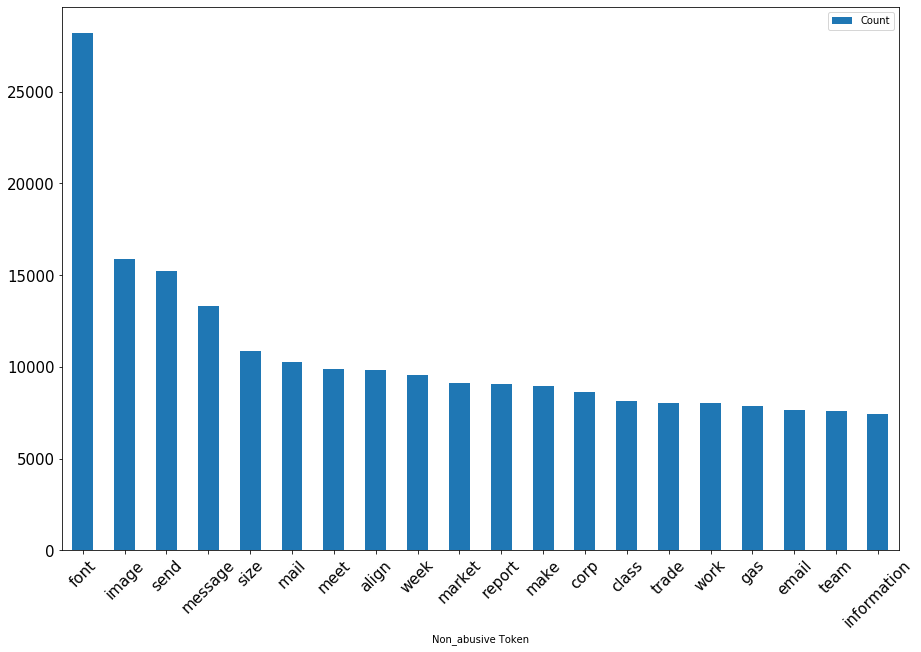 Count
25000
20000
15000
10000
5000
0
font
image
send
message
size
mail
meet
align
week
market
report
make
corp
class
trade
work
gas
email
team
information
Non_abusive Token